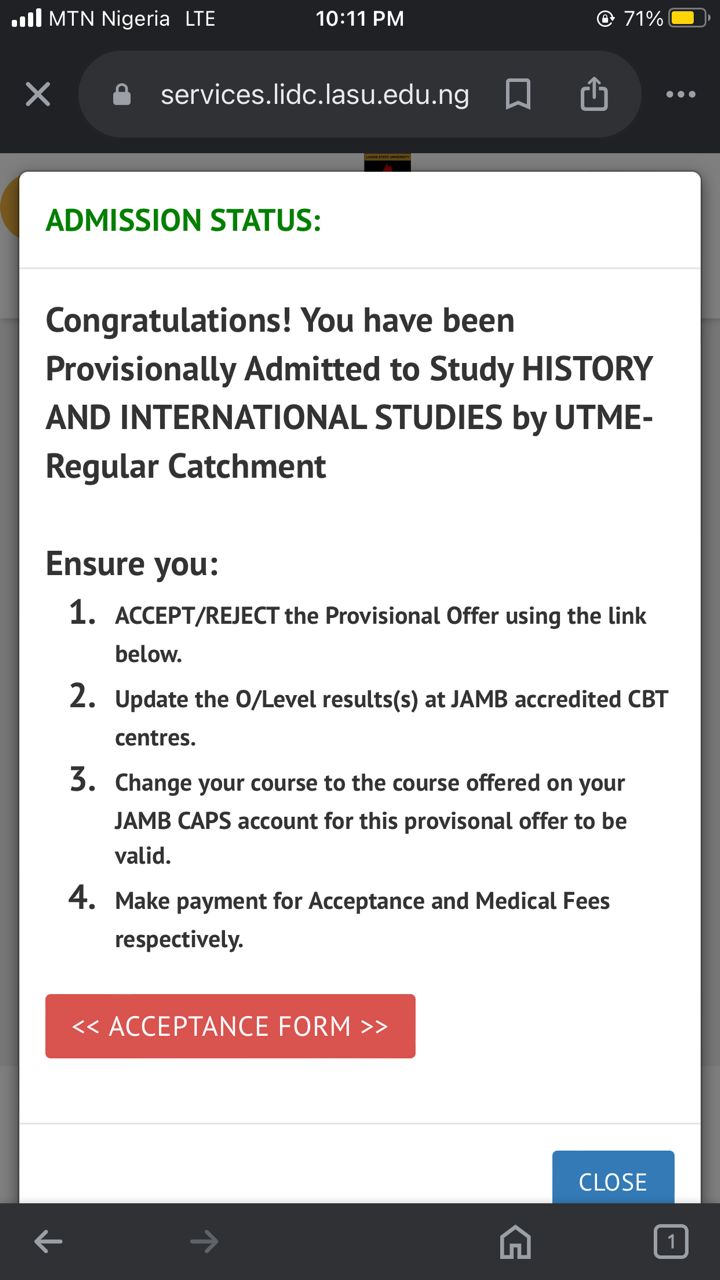 MTN Nigeria LTE 10:11 PM 71%
services.lidc.lasu.edu.ng
ADMISSION STATUS:
Congratulations! You have been
Provisionally Admitted to Study HISTORY
AND INTERNATIONAL STUDIES by UTME-
Regular Catchment
Ensure you:
1. ACCEPT/REJECT the Provisional Offer using the link
below.
2. Update the O/Level results(s) at JAMB accredited CBT
centres.
3. Change your course to the course offered on your
JAMB CAPS account for this provisonal offer to be
valid.
4. Make payment for Acceptance and Medical Fees
respectively.
<< ACCEPTANCE FORM >>
CLOSE
1